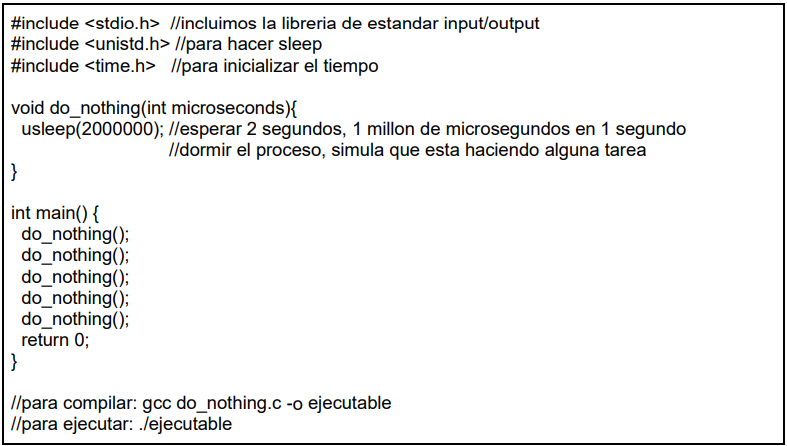 #include <stdio.h>  //incluimos la libreria de estandar input/output
#include <unistd.h> //para hacer sleep
#include <time.h>   //para inicializar el tiempo

void do_nothing(int microseconds){
  usleep(2000000); //esperar 2 segundos, 1 millon de microsegundos en 1 segundo
                   //dormir el proceso, simula que esta haciendo alguna tarea
}

int main() {
  do_nothing();
  do_nothing();
  do_nothing();
  do_nothing();
  do_nothing();
  return 0;
}

//para compilar: gcc do_nothing.c -o ejecutable
//para ejecutar: ./ejecutable